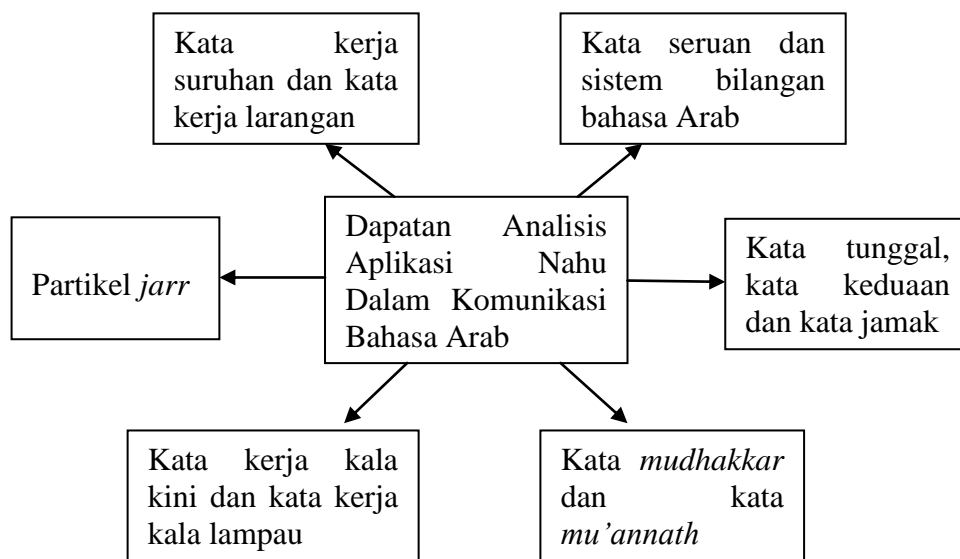 Kata kerja
suruhan dan kata
kerja larangan
Kata seruan dan
sistem bilangan
bahasa Arab
Partikel jarr
Dapatan Analisis
Aplikasi Nahu
Dalam Komunikasi
Bahasa Arab
Kata tunggal,
kata keduaan
dan kata jamak
Kata kerja kala
kini dan kata kerja
kala lampau
Kata mudhakkar
dan kata
mu’annath